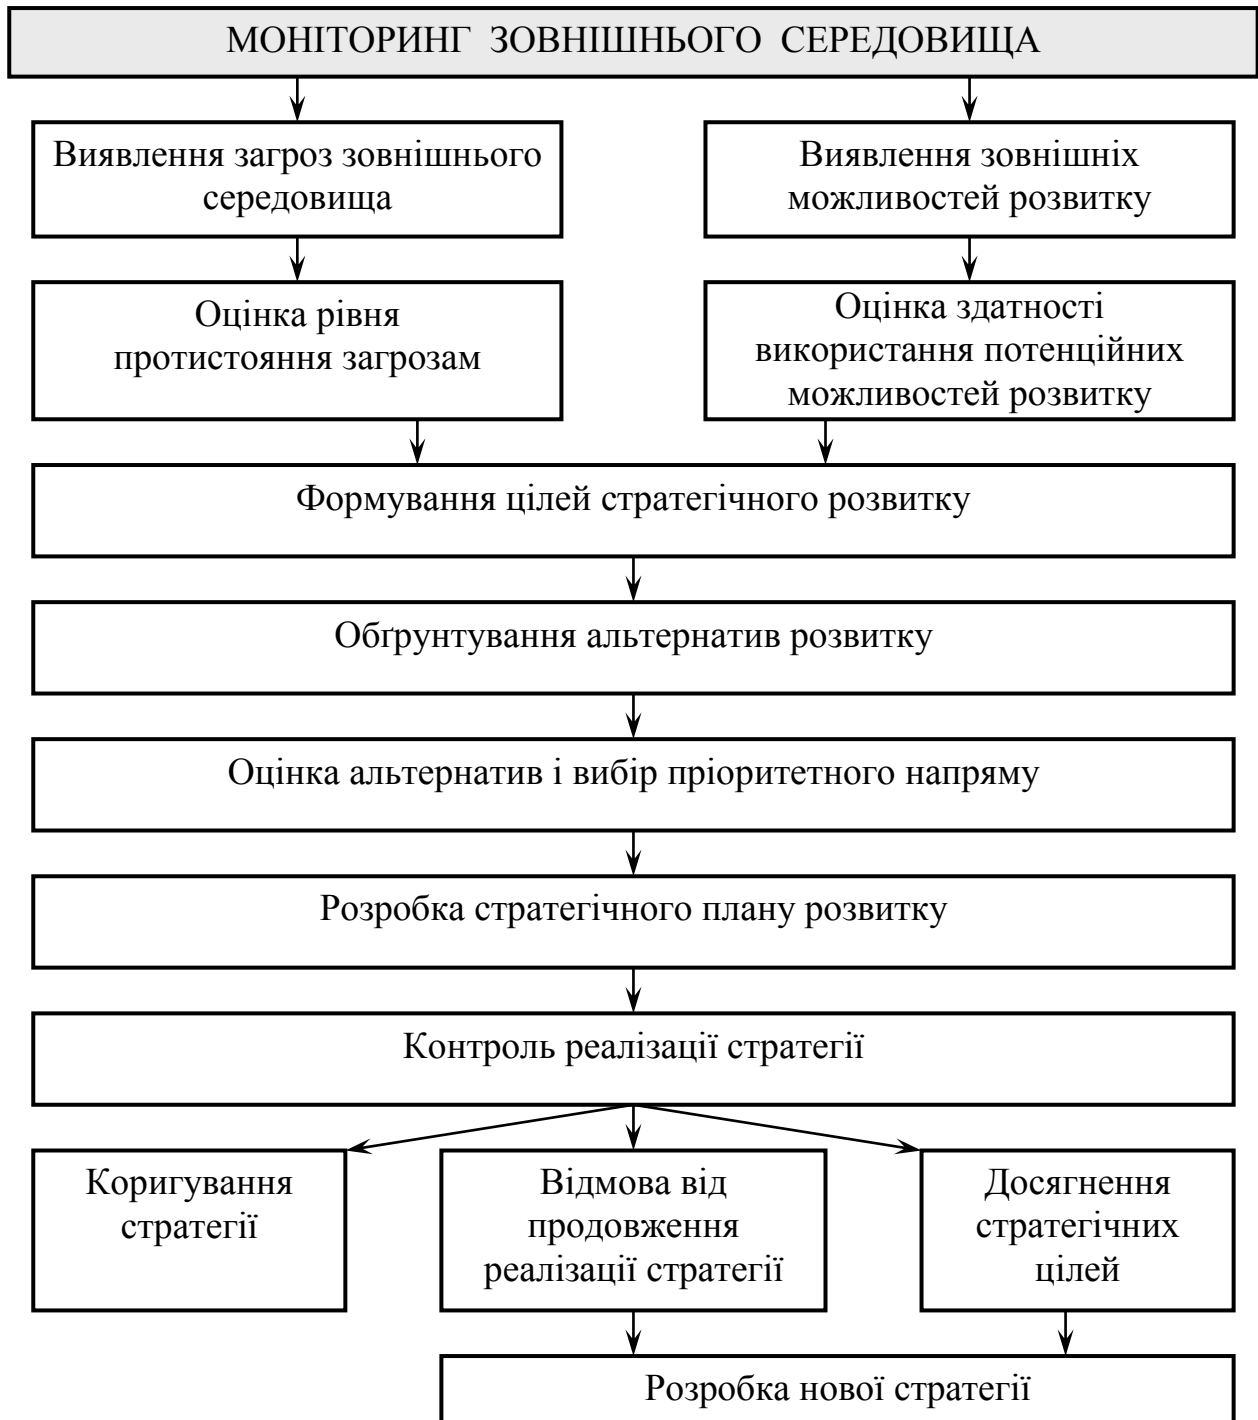 МОНІТОРИНГ ЗОВНІШНЬОГО СЕРЕДОВИЩА
Виявлення загроз зовнішнього
середовища
Виявлення зовнішніх
можливостей розвитку
Оцінка рівня
протистояння загрозам
Оцінка здатності
використання потенційних
можливостей розвитку
Формування цілей стратегічного розвитку
Обґрунтування альтернатив розвитку
Оцінка альтернатив і вибір пріоритетного напряму
Розробка стратегічного плану розвитку
Контроль реалізації стратегії
Коригування
стратегії
Відмова від
продовження
реалізації стратегії
Досягнення
стратегічних
цілей
Розробка нової стратегії